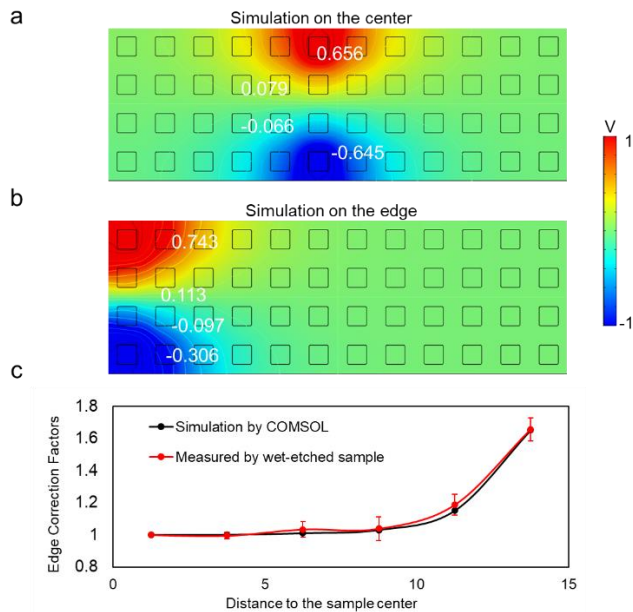 a
Simulation on the center
0.656
0.079
-0.066
-0.645
V
1
-1
b
Simulation on the edge
0.743
0.113
-0.097
-0.306
c
Edge Correction Factors
1.8
1.6
1.4
1.2
1
0.8
Simulation by COMSOL
Measured by wet-etched sample
0
5
10
15
Distance to the sample center